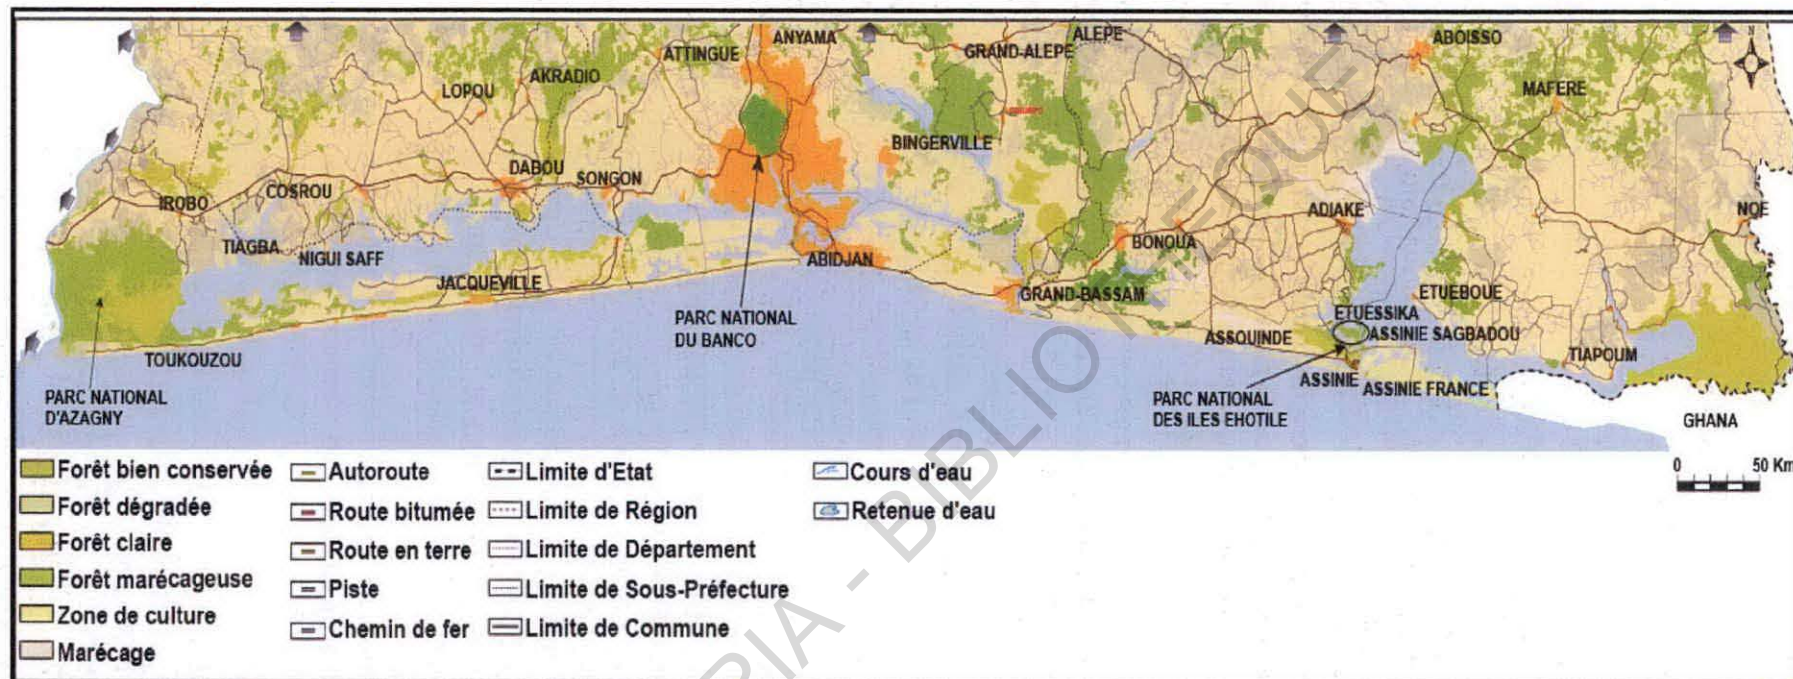 ANYAMA
ALEPE
ABOISSO
N
ATTINGUE
GRAND-ALEPE
AKRADIO
LOPOU
MAFERE
BINGERVILLE
DABOU
SONGON
COSROU
IROBO
ADIAKE
NOE
BONOUA
TIAGBA
NIGUI SAFF
ABIDJAN
JACQUEVILLE
GRAND-BASSAM
ETUEBOUE
ETUESSIKA
PARC NATIONAL
DU BANCO
ASSOUINDE
ASSINIE SAGBADOU
TOUKOUZOU
TIAPOUM
ASSINIE
ASSINIE FRANCE
PARC NATIONAL
D'AZAGNY
PARC NATIONAL
DES ILES EHOTILE
GHANA
0 50 Km
Forêt bien conservée
Forêt dégradée
Forêt claire
Forêt marécageuse
Zone de culture
Marécage
Autoroute
Route bitumée
Route en terre
Piste
Chemin de fer
Limite d'Etat
Limite de Région
Limite de Département
Limite de Sous-Préfecture
Limite de Commune
Cours d'eau
Retenue d'eau
RIA - BIBLIOTHEQUE